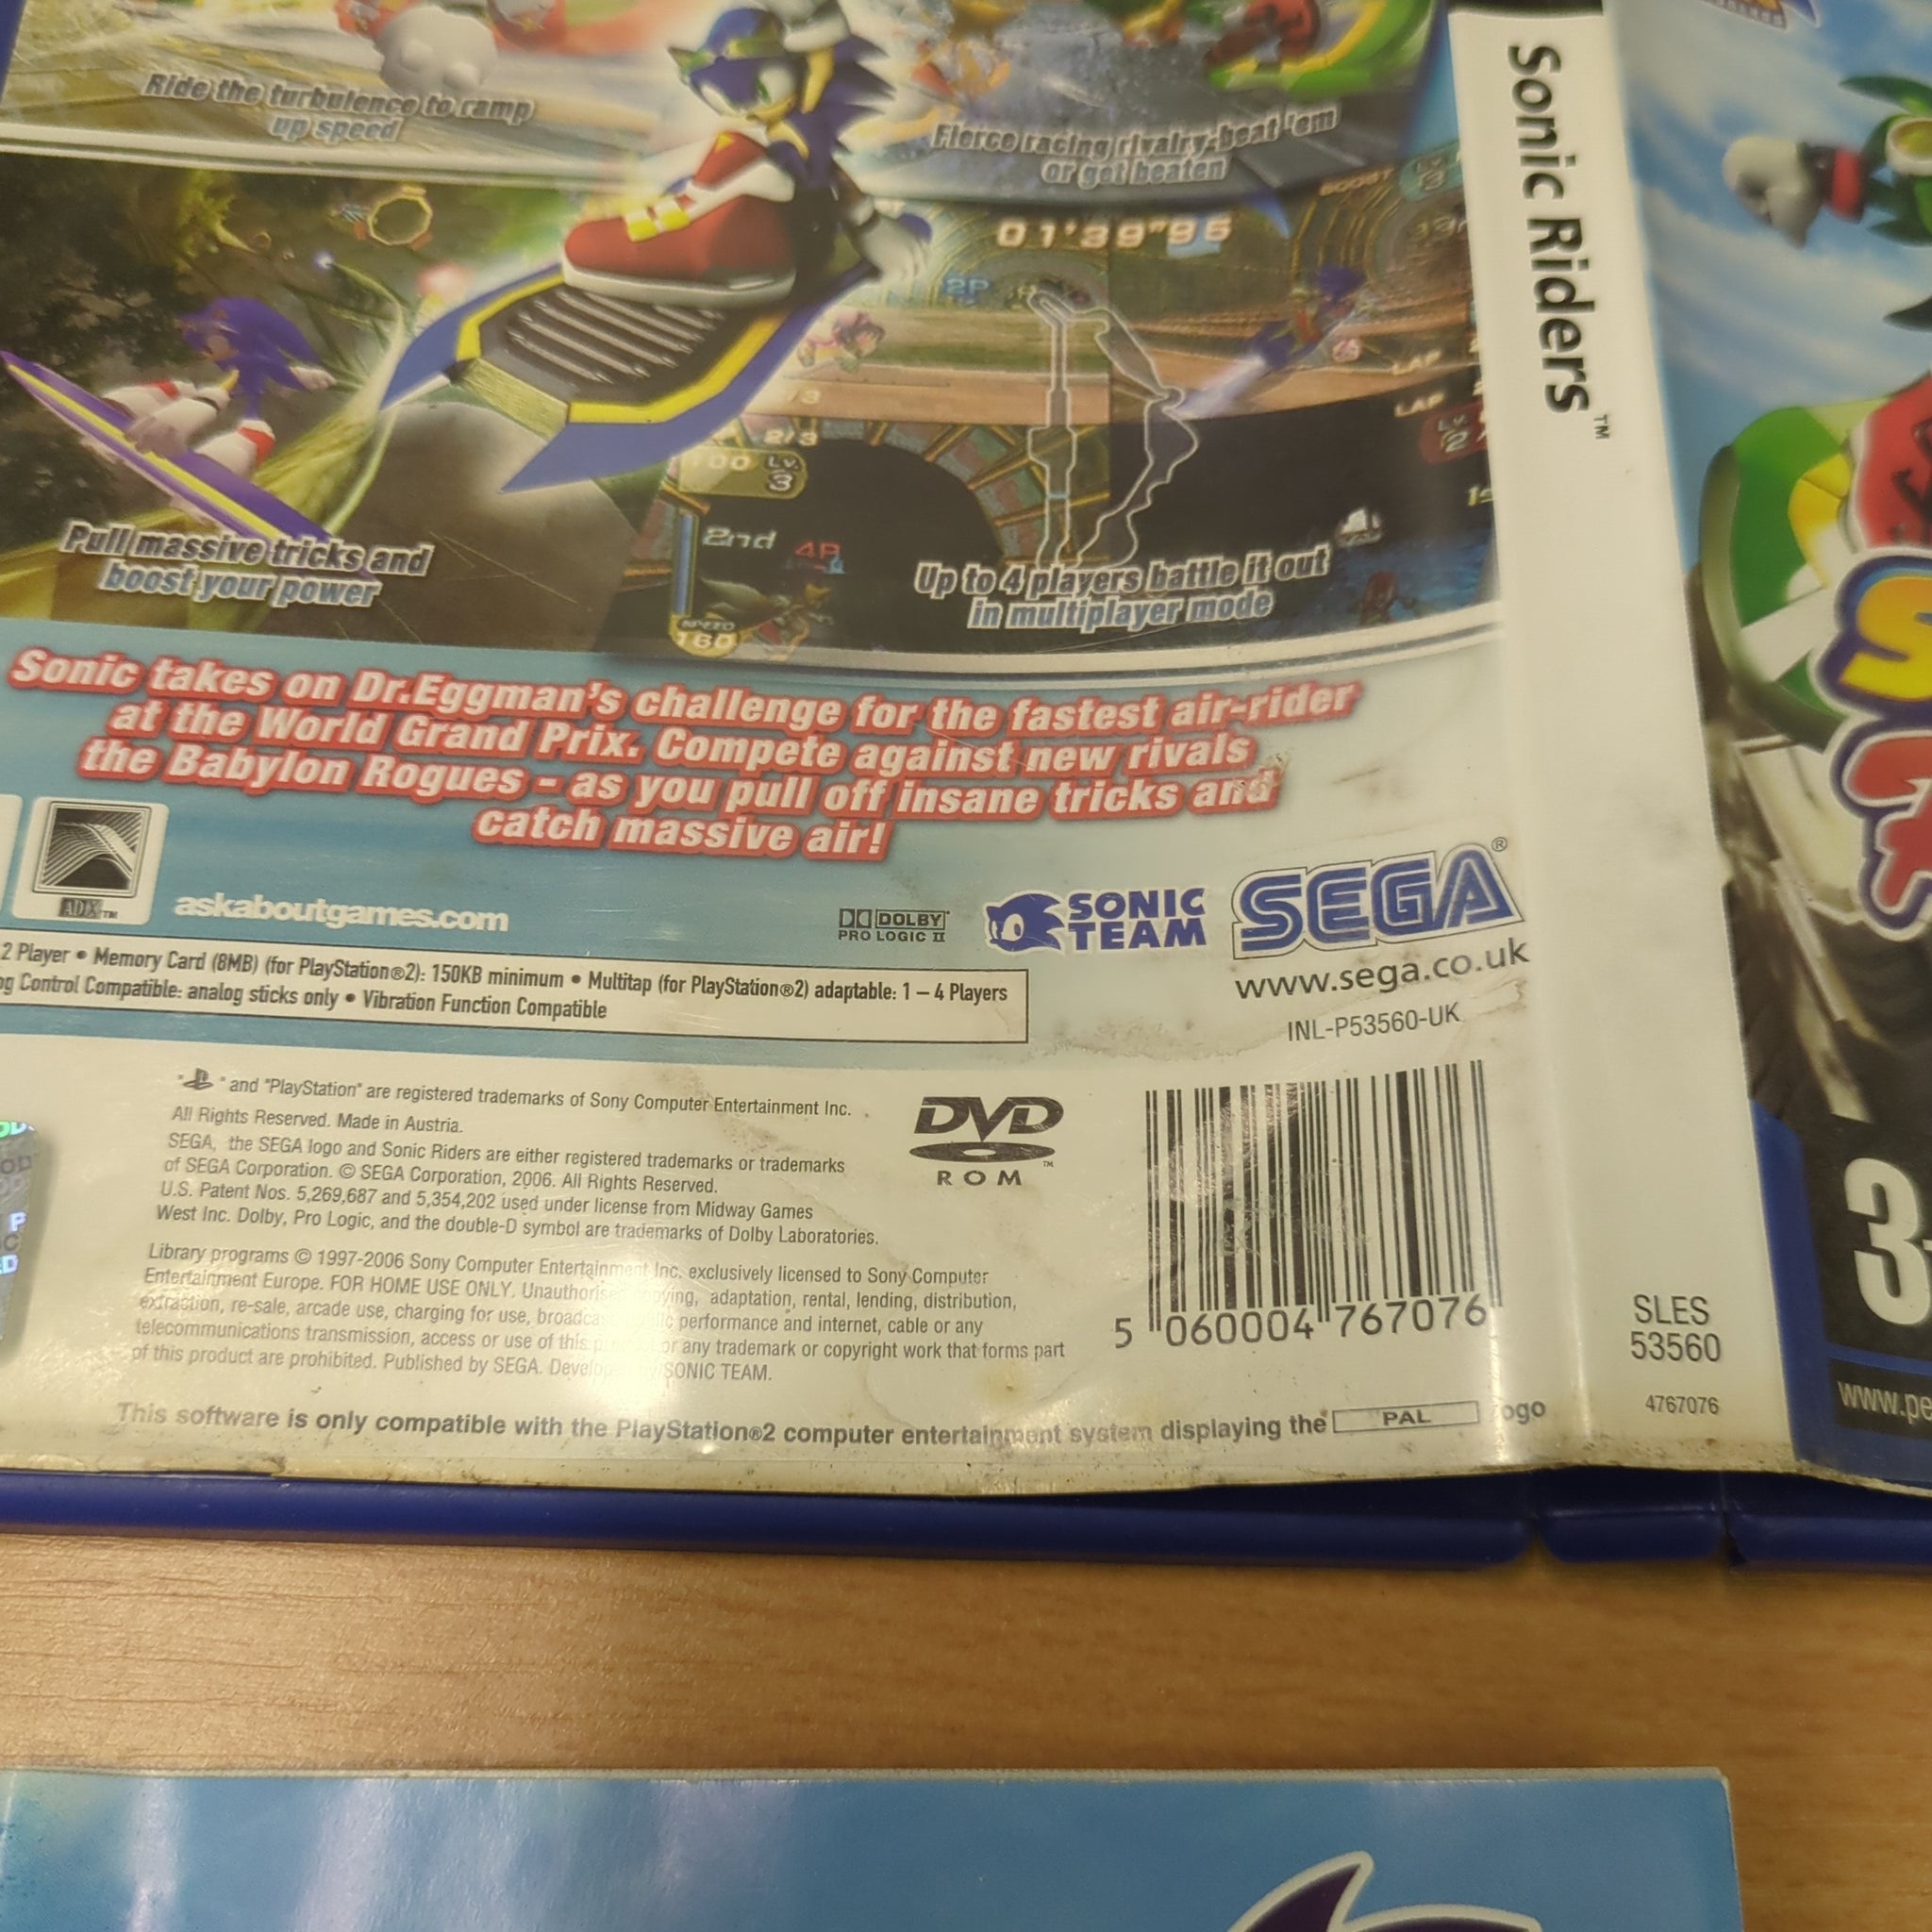 Ride the turbulence to ramp
up speed
Fierce racing rivalry-beat 'em
or get beaten
01'39"95
2P
BOOST
LAP
LAP
2/3
100 Lv.
3
2nd 4P
SPEED
160
Lv.
2
Pull massive tricks and
boost your power
Up to 4 players battle it out
in multiplayer mode
Sonic takes on Dr.Eggman's challenge for the fastest air-rider
at the World Grand Prix. Compete against new rivals
the Babylon Rogues - as you pull off insane tricks and
catch massive air!
ADX™
askaboutgames.com
DOLBY
PRO LOGIC II
SONIC
TEAM
SEGA®
www.sega.co.uk
INL-P53560-UK
2 Player • Memory Card (8MB) (for PlayStation®2): 150KB minimum • Multitap (for PlayStation®2) adaptable: 1 – 4 Players
Control Compatible: analog sticks only • Vibration Function Compatible
" " and "PlayStation" are registered trademarks of Sony Computer Entertainment Inc.
All Rights Reserved. Made in Austria.
SEGA, the SEGA logo and Sonic Riders are either registered trademarks or trademarks
of SEGA Corporation. © SEGA Corporation, 2006. All Rights Reserved.
U.S. Patent Nos. 5,269,687 and 5,354,202 used under license from Midway Games
West Inc. Dolby, Pro Logic, and the double-D symbol are trademarks of Dolby Laboratories.
Library programs © 1997-2006 Sony Computer Entertainment Inc. exclusively licensed to Sony Computer
Entertainment Europe. FOR HOME USE ONLY. adaptation, rental, lending, distribution,
extraction, re-sale, arcade use, charging for use, performance and internet, cable or any
telecommunications transmission, access or use of this or any trademark or copyright work that forms part
of this product are prohibited. Published by SEGA. SONIC TEAM.
DVD
ROM™
5 060004 767076
This software is only compatible with the PlayStation®2 computer entertainment system displaying the PAL logo
Sonic Riders™
SLES
53560
4767076
3
www.pe